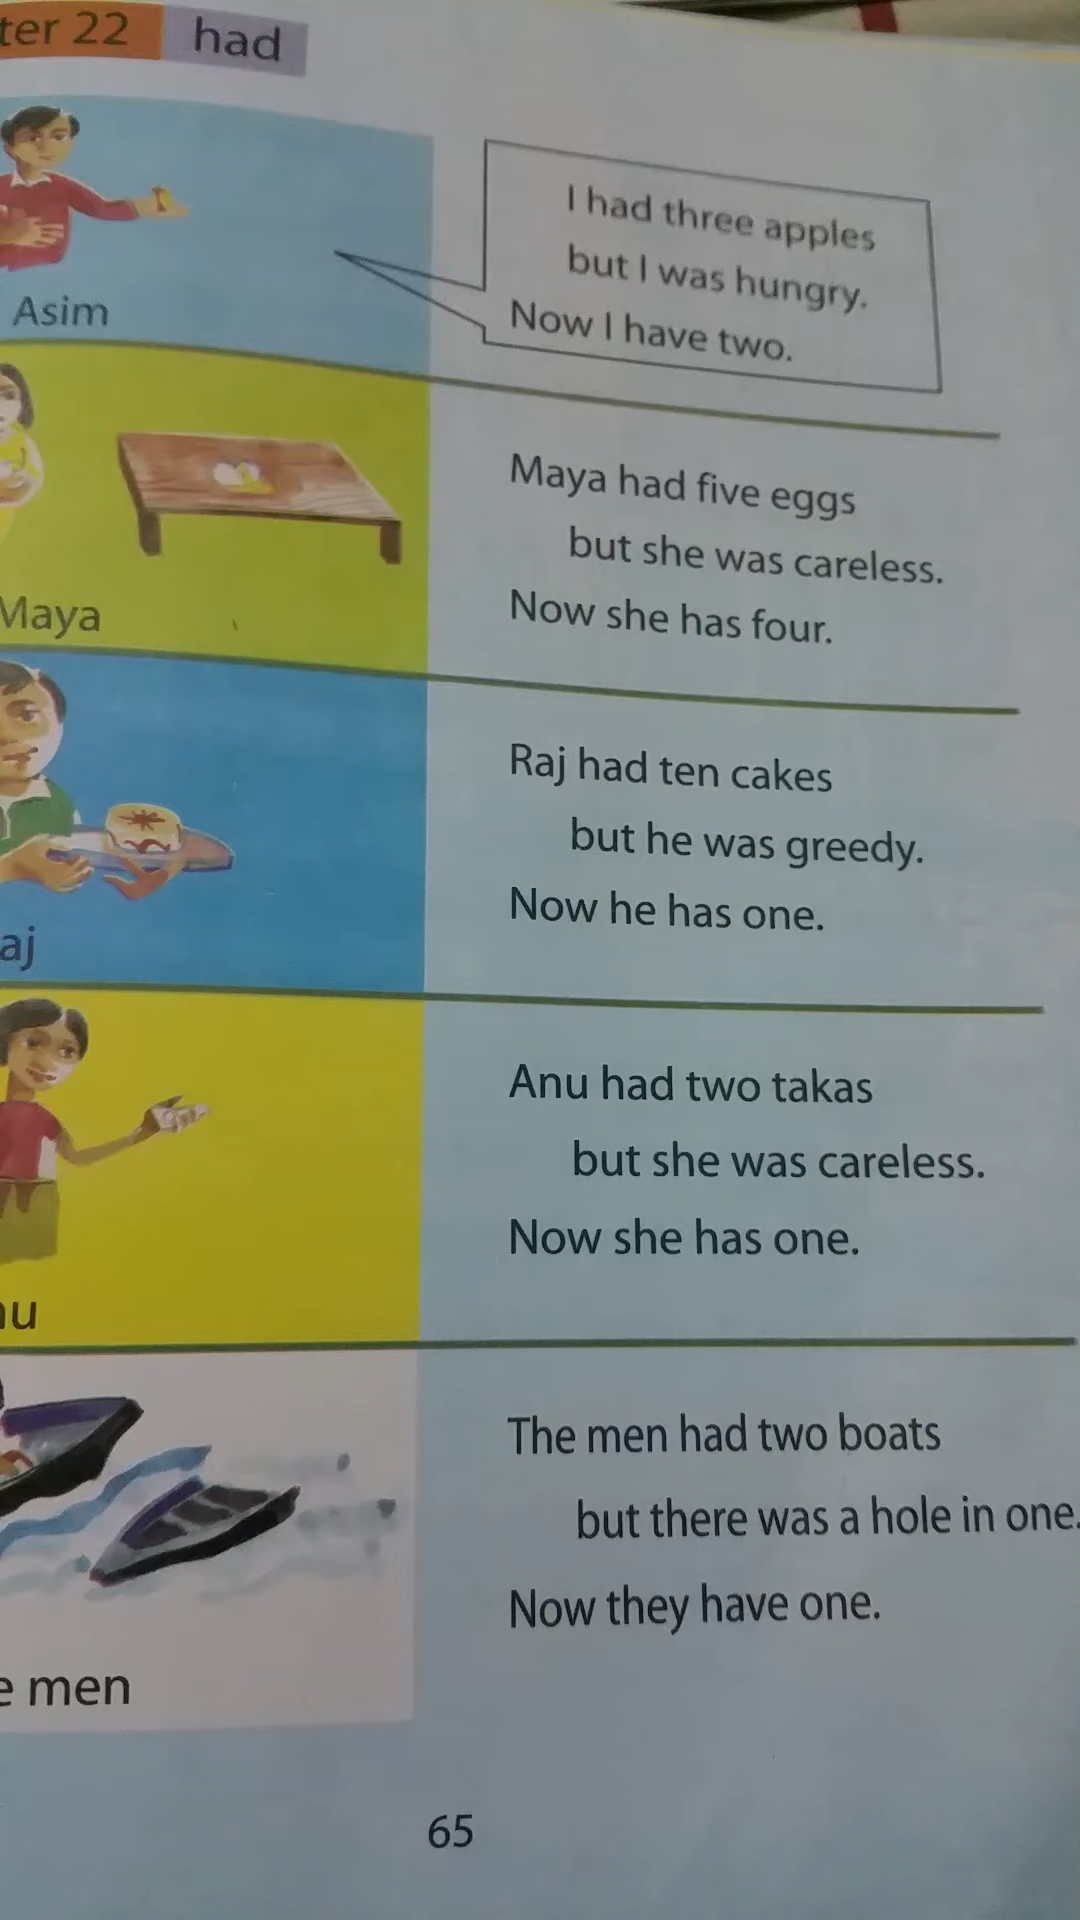 ter 22 had
I had three apples
but I was hungry.
Now I have two.
Asim
Maya had five eggs
but she was careless.
Now she has four.
Maya
Raj had ten cakes
but he was greedy.
Now he has one.
aj
Anu had two takas
but she was careless.
Now she has one.
nu
The men had two boats
but there was a hole in one.
Now they have one.
e men
65